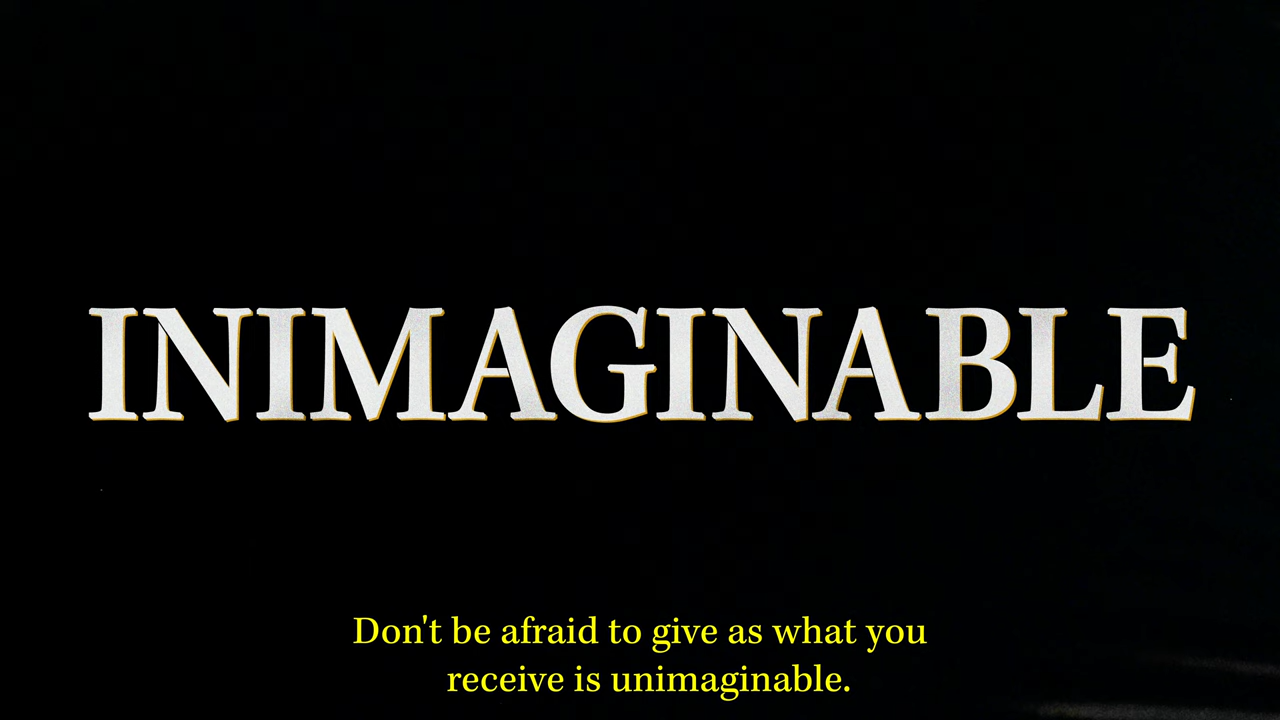 INIMAGINABLE
Don't be afraid to give as what you
receive is unimaginable.